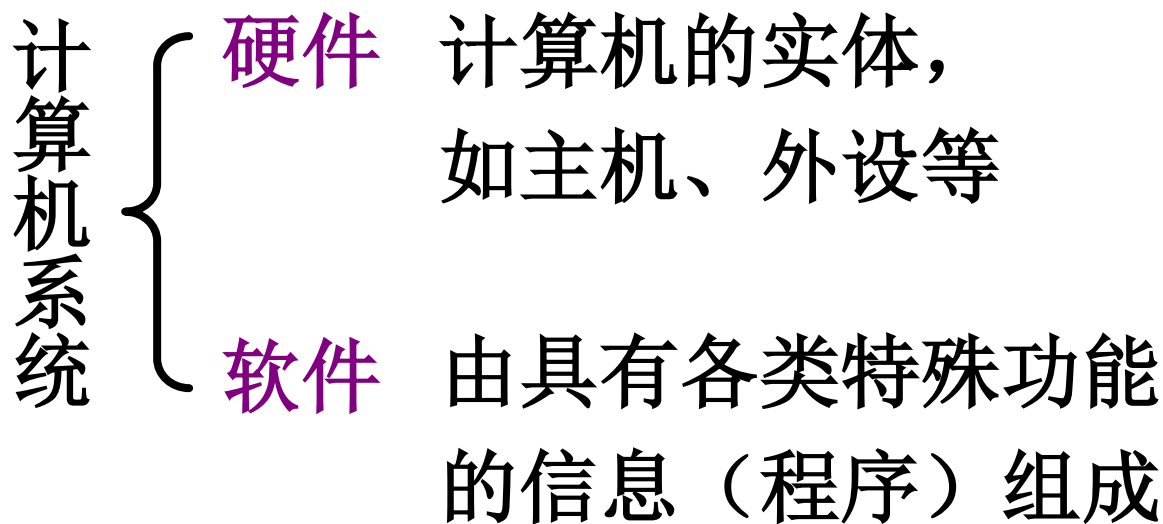 计算机系统
硬件 计算机的实体，
如主机、外设等
软件 由具有各类特殊功能
的信息（程序）组成